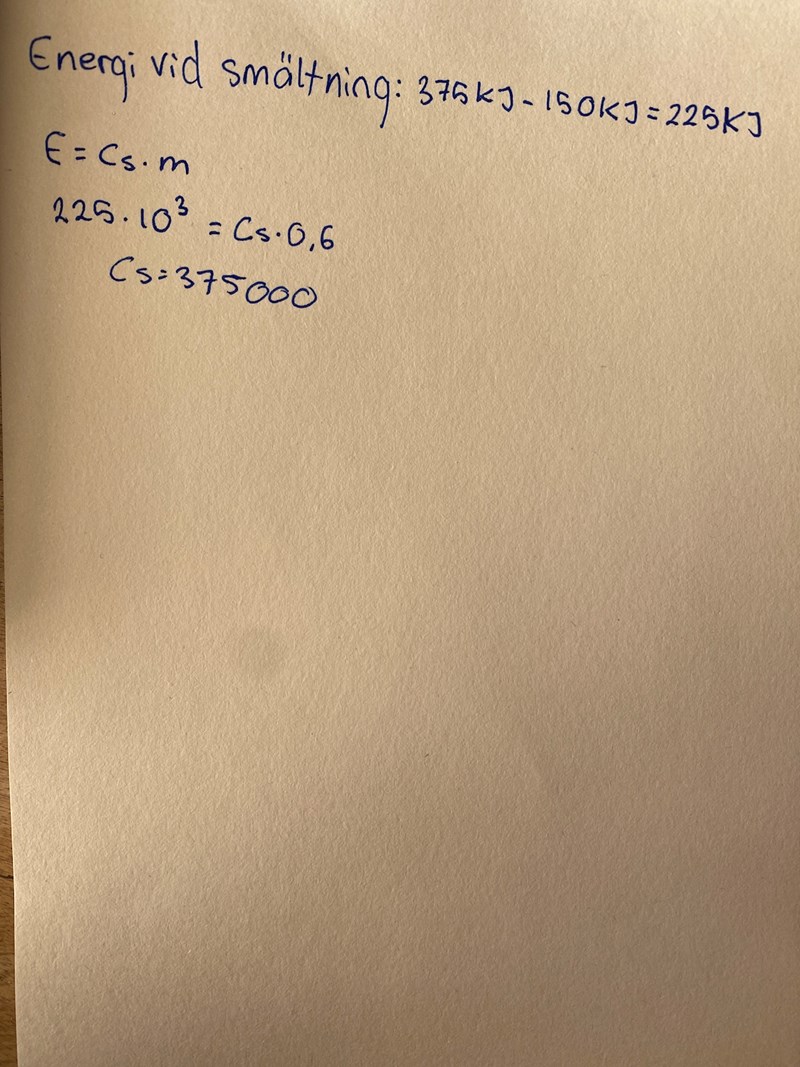 Energi vid smältning: 375kJ - 150kJ = 225kJ
E = Cs · m
225 · 10³ = Cs · 0,6
Cs = 375000